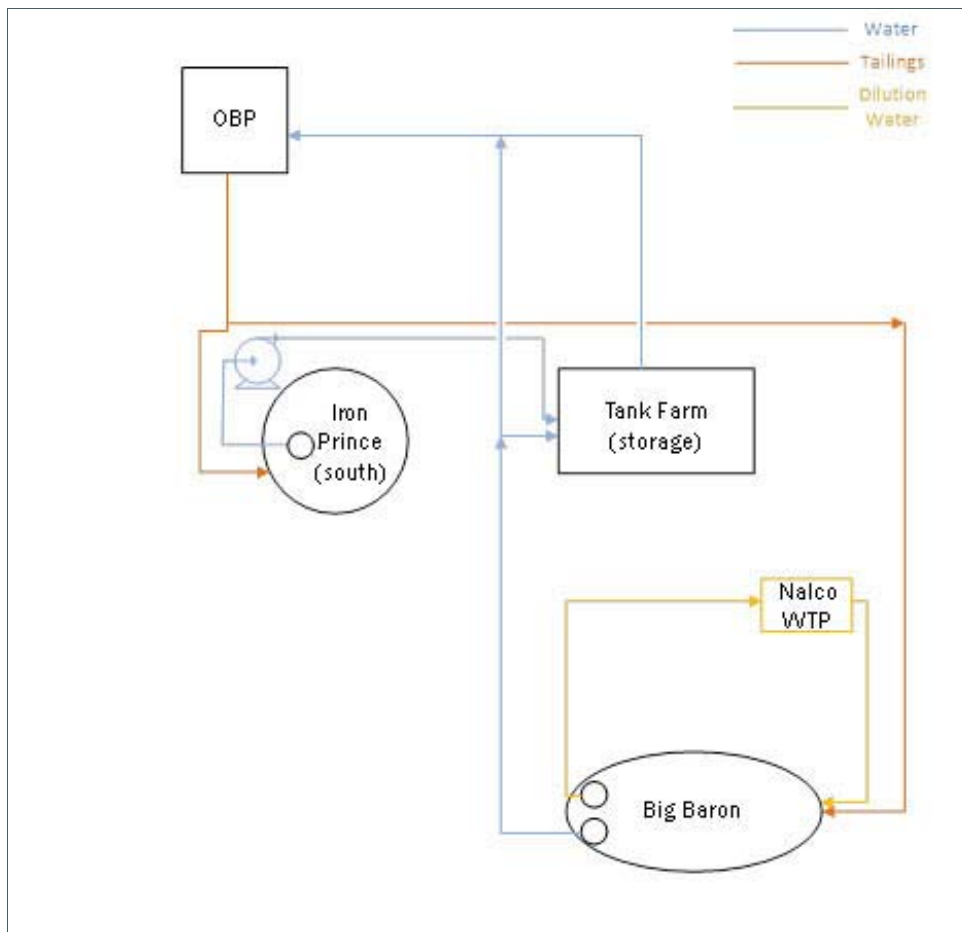 Water
Tailings
Dilution
Water
OBP
Iron
Prince
(south)
Tank Farm
(storage)
Nalco
WTP
Big Baron